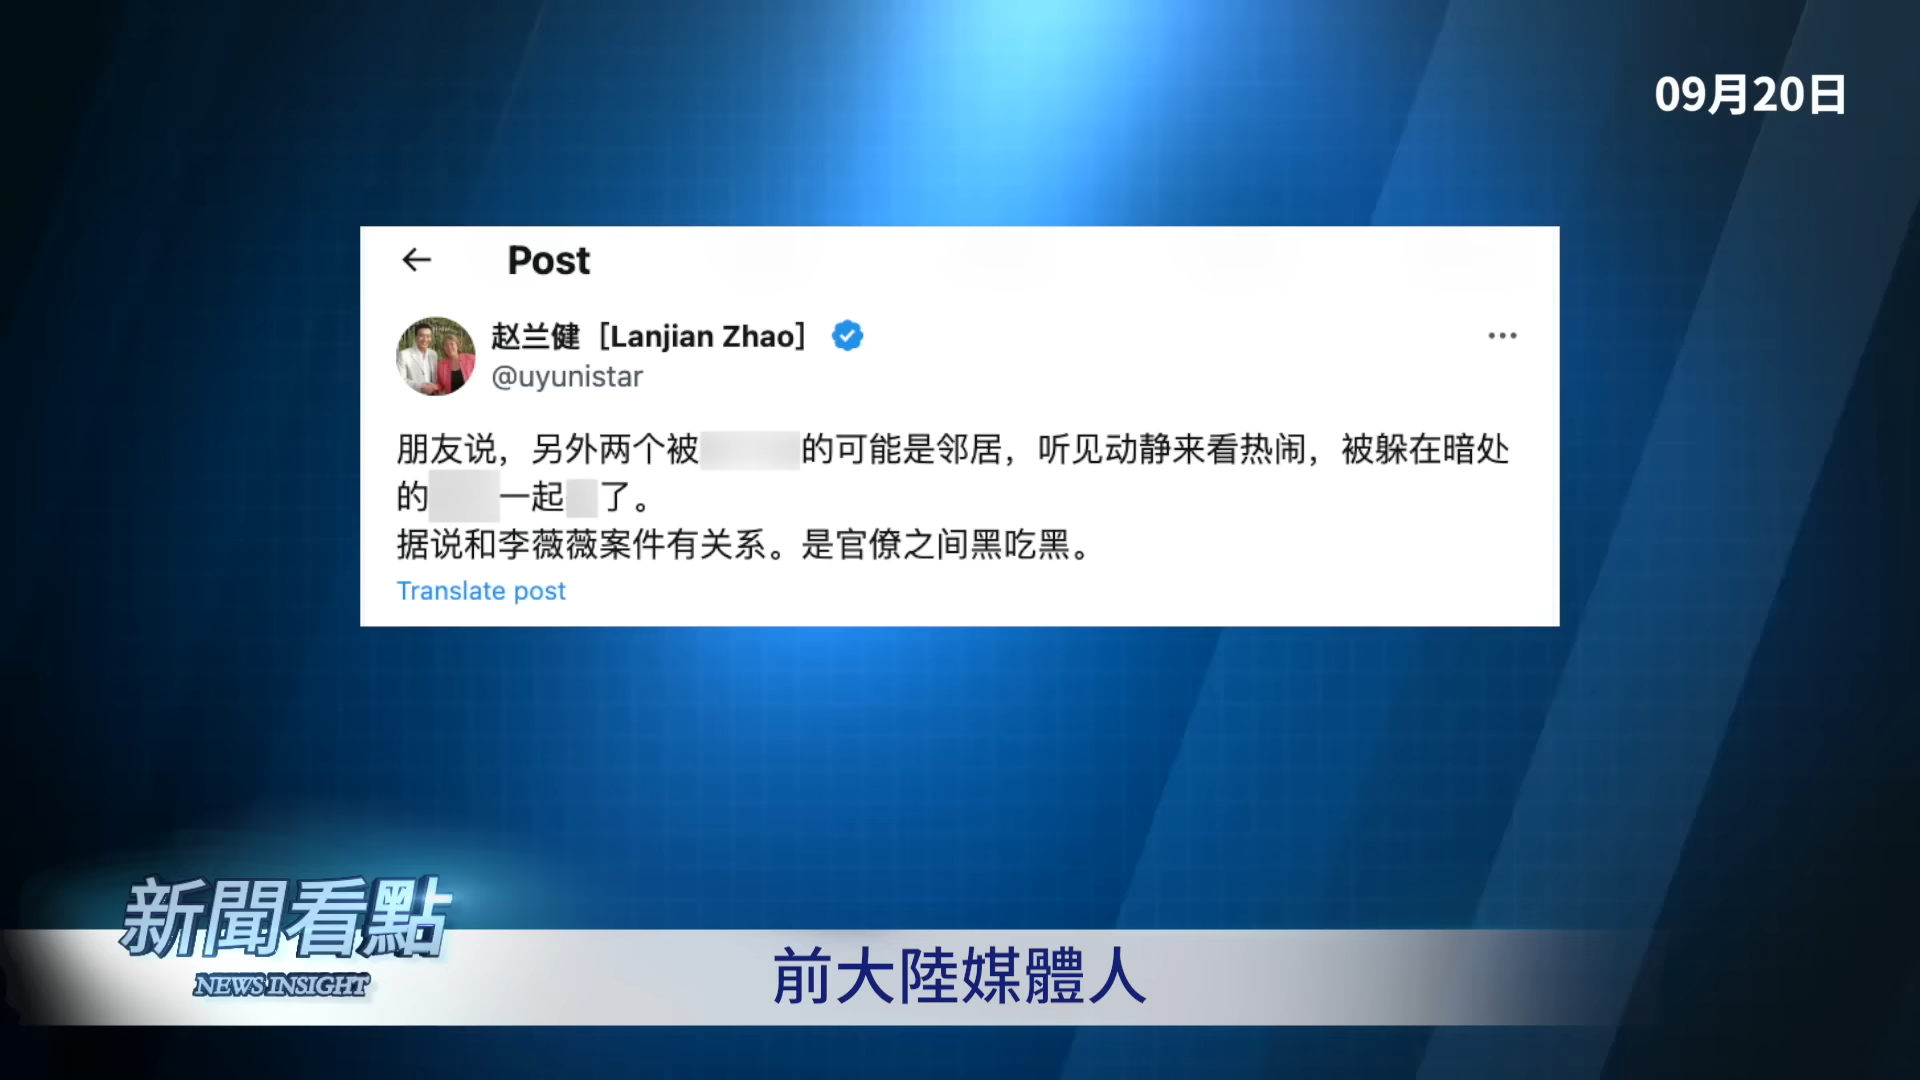 09月20日
Post
赵兰健［Lanjian Zhao］
@uyunistar
朋友说，另外两个被的可能是邻居，听见动静来看热闹，被躲在暗处
的一起了。
据说和李薇薇案件有关系。是官僚之间黑吃黑。
Translate post
新聞看點
NEWS INSIGHT
前大陸媒體人